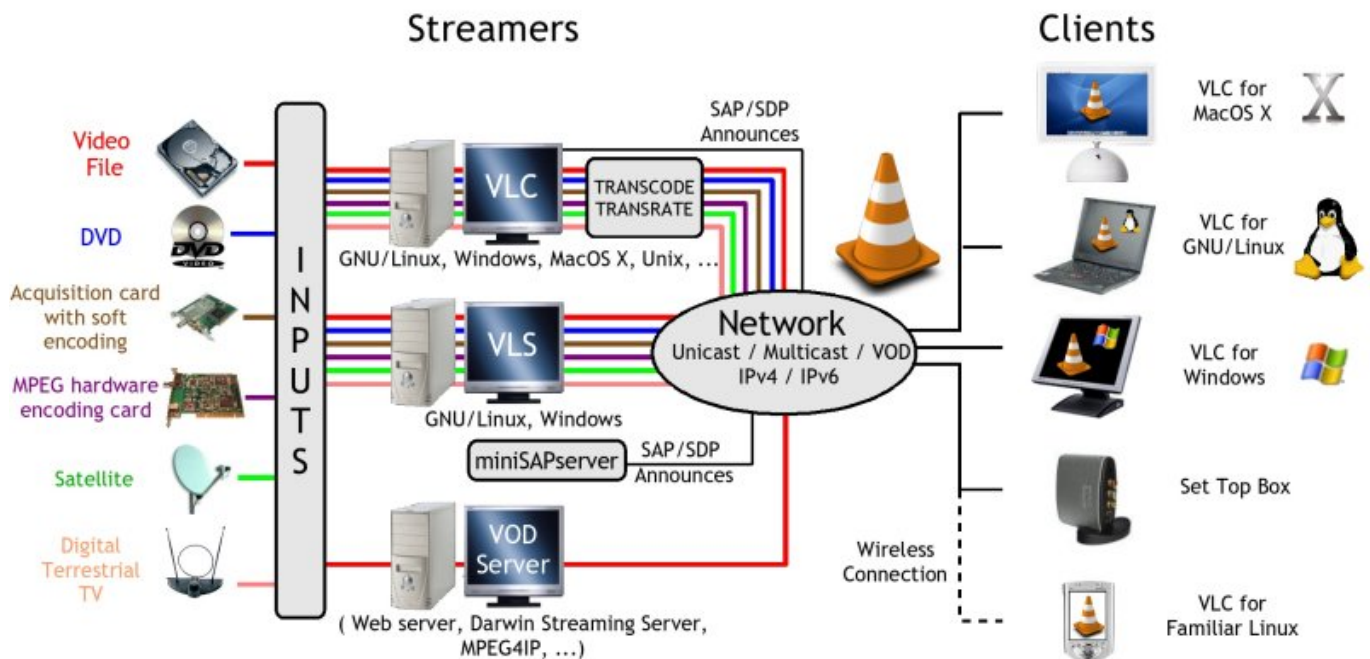 Streamers
Clients
Video
File
DVD
DVD
VIDEO
Acquisition card
with soft
encoding
MPEG hardware
encoding card
Satellite
Digital
Terrestrial
TV
INPUTS
VLC
TRANSCODE
TRANSRATE
SAP/SDP
Announces
GNU/Linux, Windows, MacOS X, Unix, ...
VLS
GNU/Linux, Windows
Network
Unicast / Multicast / VOD
IPv4 / IPv6
miniSAPserver
SAP/SDP
Announces
VOD
Server
( Web server, Darwin Streaming Server,
MPEG4IP, ...)
Wireless
Connection
VLC for
MacOS X
X
VLC for
GNU/Linux
VLC for
Windows
Set Top Box
VLC for
Familiar Linux